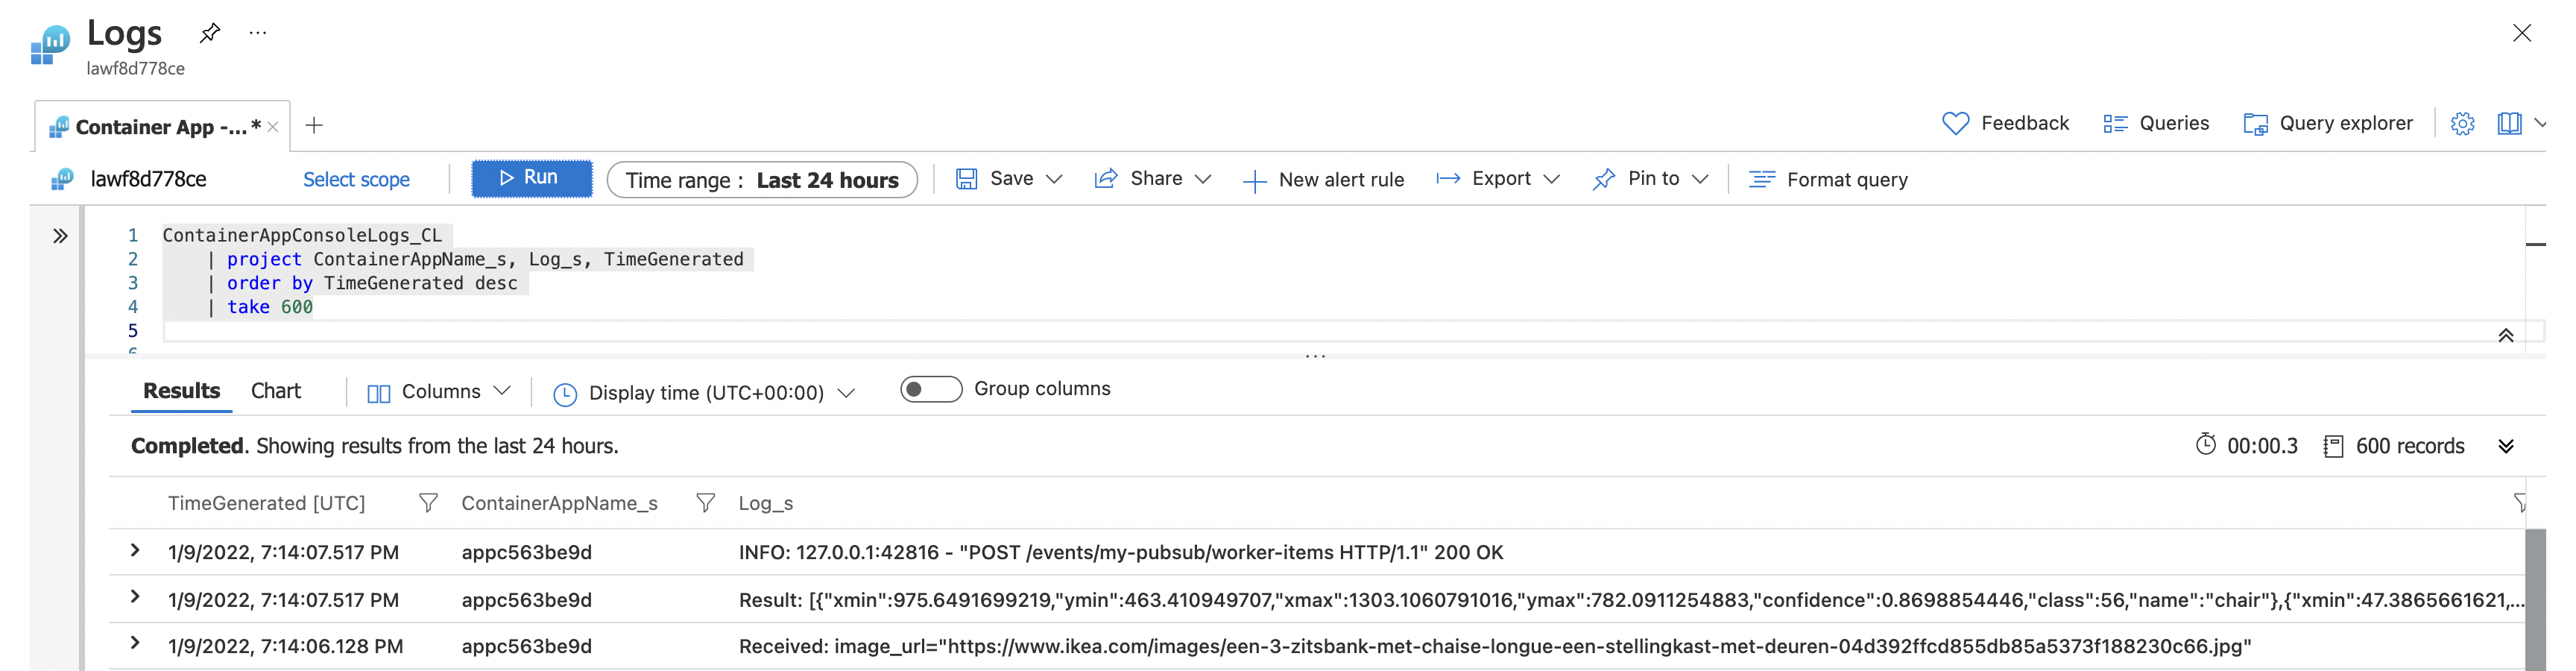 Logs
lawf8d778ce
Container App -...*
Feedback Queries Query explorer
lawf8d778ce Select scope Run Time range : Last 24 hours Save Share New alert rule Export Pin to Format query
1 ContainerAppConsoleLogs_CL
2 | project ContainerAppName_s, Log_s, TimeGenerated
3 | order by TimeGenerated desc
4 | take 600
5
6
Results Chart Columns Display time (UTC+00:00) Group columns
Completed. Showing results from the last 24 hours. 00:00.3 600 records
TimeGenerated [UTC] ContainerAppName_s Log_s
1/9/2022, 7:14:07.517 PM appc563be9d INFO: 127.0.0.1:42816 - "POST /events/my-pubsub/worker-items HTTP/1.1" 200 OK
1/9/2022, 7:14:07.517 PM appc563be9d Result: [{"xmin":975.6491699219,"ymin":463.410949707,"xmax":1303.1060791016,"ymax":782.0911254883,"confidence":0.8698854446,"class":56,"name":"chair"},{"xmin":47.3865661621,...
1/9/2022, 7:14:06.128 PM appc563be9d Received: image_url="https://www.ikea.com/images/een-3-zitsbank-met-chaise-longue-een-stellingkast-met-deuren-04d392ffcd855db85a5373f188230c66.jpg"